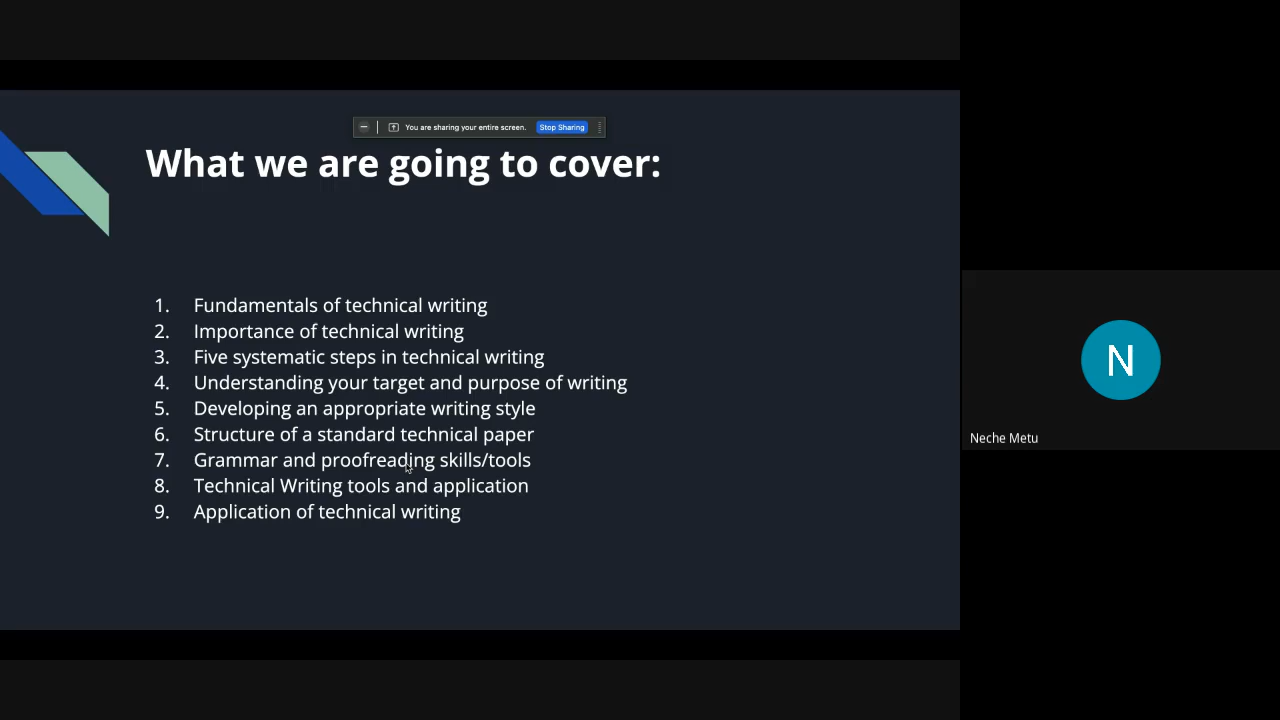 You are sharing your entire screen. Stop Sharing
What we are going to cover:
1. Fundamentals of technical writing
2. Importance of technical writing
3. Five systematic steps in technical writing
4. Understanding your target and purpose of writing
5. Developing an appropriate writing style
6. Structure of a standard technical paper
7. Grammar and proofreading skills/tools
8. Technical Writing tools and application
9. Application of technical writing
N
Neche Metu